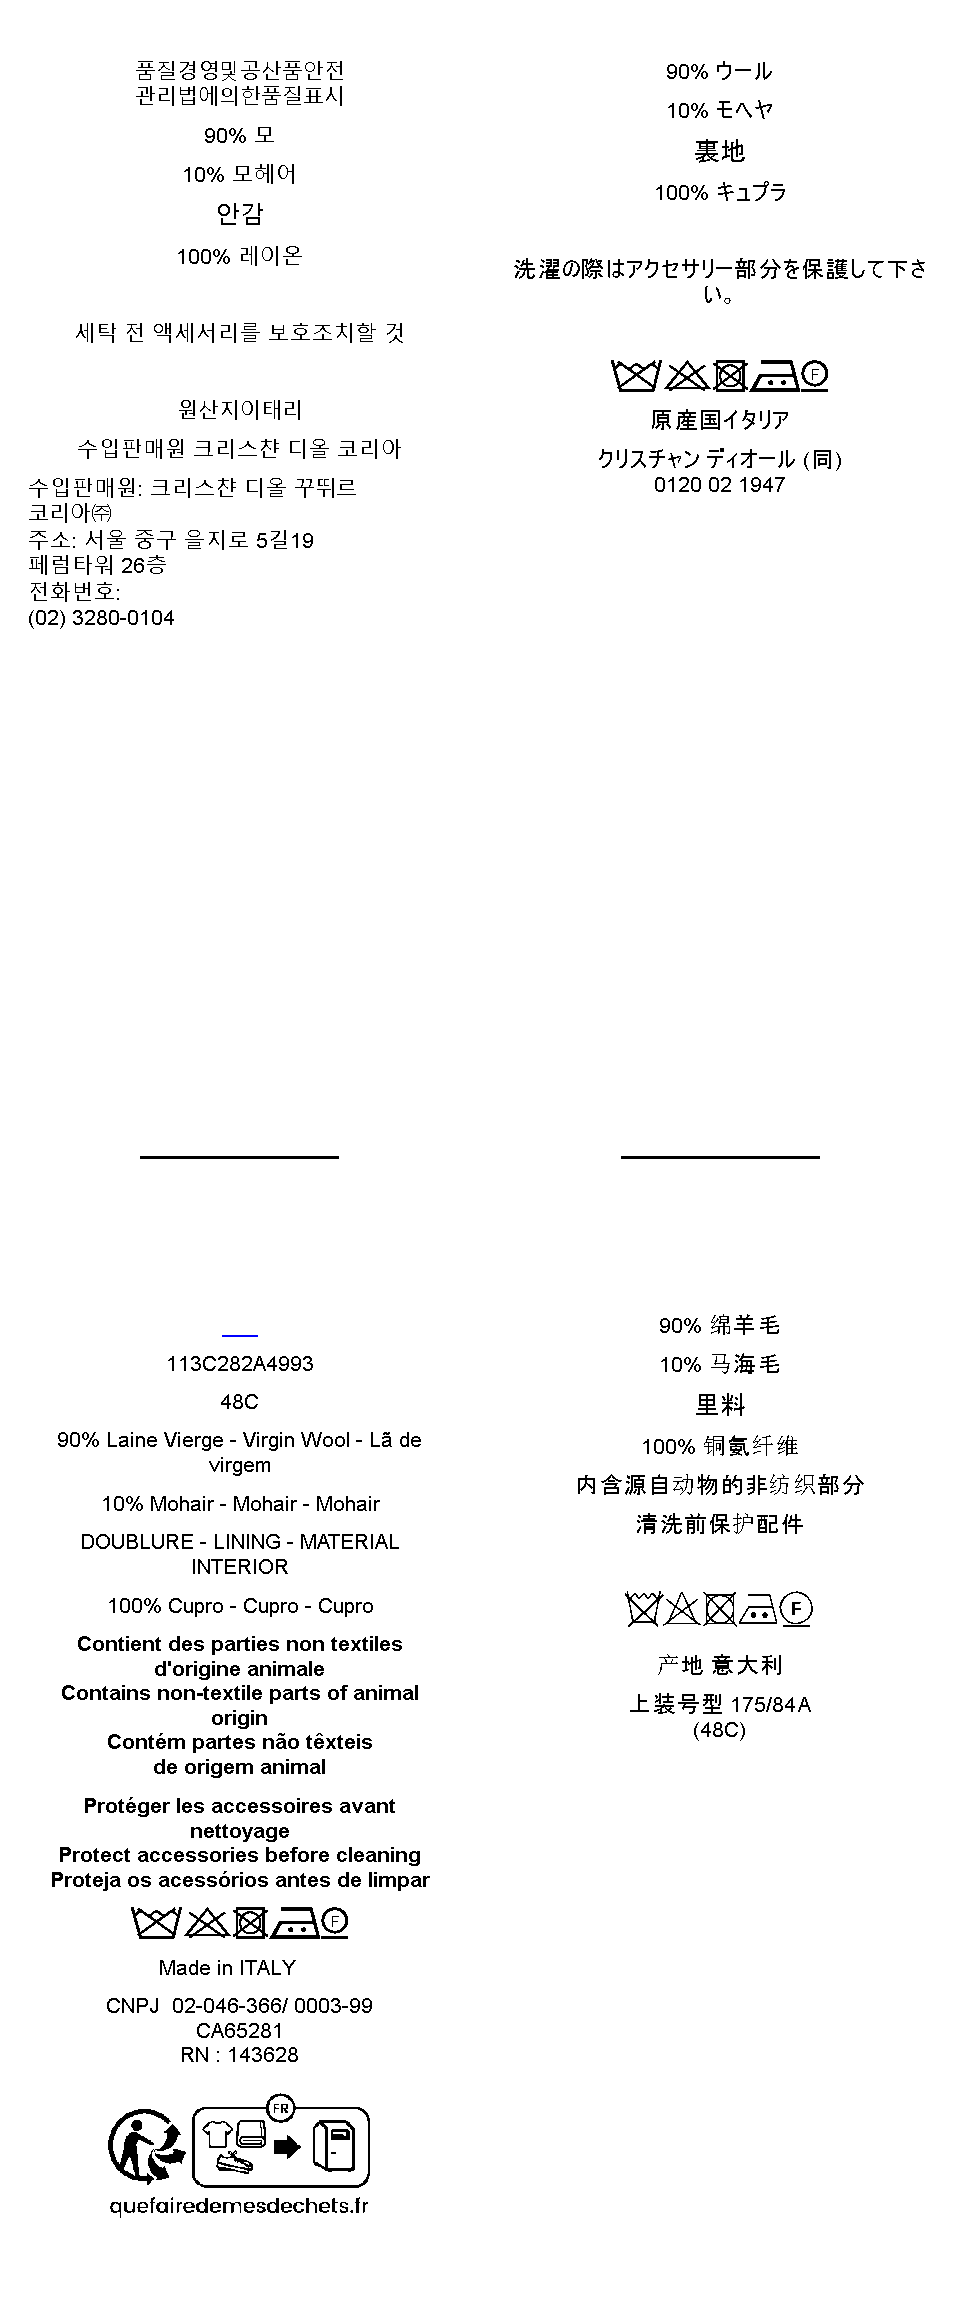 품질경영및공산품안전
관리법에의한품질표시
90% 모
10% 모헤어
안감
100% 레이온
세탁 전 액세서리를 보호조치할 것
원산지이태리
수입판매원 크리스챤 디올 코리아
수입판매원: 크리스챤 디올 꾸뛰르
코리아㈜
주소: 서울 중구 을지로 5길19
페럼타워 26층
전화번호:
(02) 3280-0104
90% ウール
10% モヘヤ
裏地
100% キュプラ
洗濯の際はアクセサリー部分を保護して下さ
い。
F
原産国イタリア
クリスチャン ディオール (同)
0120 02 1947
113C282A4993
48C
90% Laine Vierge - Virgin Wool - Lã de
virgem
10% Mohair - Mohair - Mohair
DOUBLURE - LINING - MATERIAL
INTERIOR
100% Cupro - Cupro - Cupro
Contient des parties non textiles
d'origine animale
Contains non-textile parts of animal
origin
Contém partes não têxteis
de origem animal
Protéger les accessoires avant
nettoyage
Protect accessories before cleaning
Proteja os acessórios antes de limpar
F
Made in ITALY
CNPJ 02-046-366/ 0003-99
CA65281
RN : 143628
FR
quefairedemesdechets.fr
90% 绵羊毛
10% 马海毛
里料
100% 铜氨纤维
内含源自动物的非纺织部分
清洗前保护配件
F
产地 意大利
上装号型 175/84A
(48C)